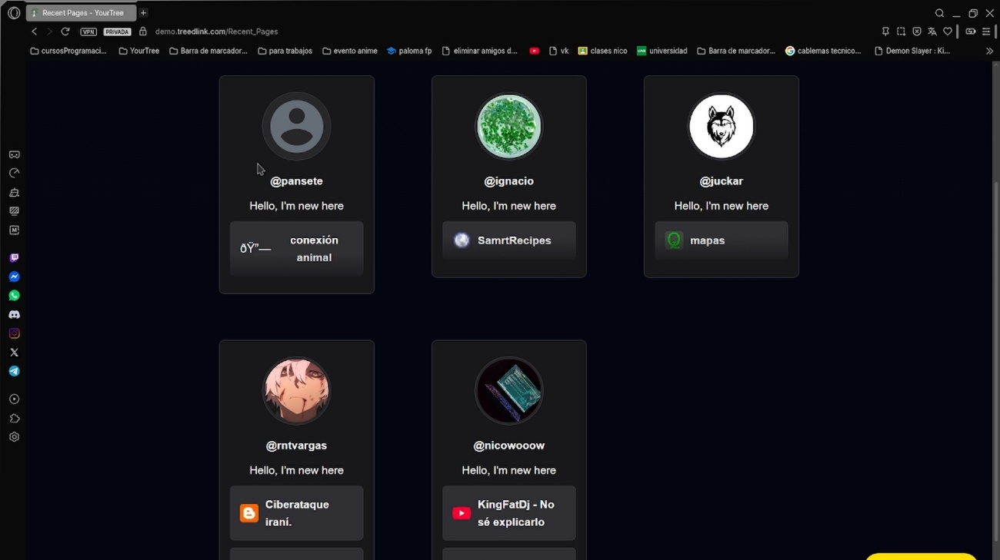 Recent Pages - YourTree
VPN PRIVADA demo.treedlink.com/Recent_Pages
cursosProgramaci... YourTree Barra de marcador... para trabajos evento anime paloma fp eliminar amigos d... vk clases nico universidad Barra de marcador... cablemas tecnico... Demon Slayer : Ki...
@pansete
Hello, I'm new here
ðŸ”— conexión
animal
@ignacio
Hello, I'm new here
SamrtRecipes
@juckar
Hello, I'm new here
mapas
@rntvargas
Hello, I'm new here
Ciberataque
iraní.
@nicowooow
Hello, I'm new here
KingFatDj - No
sé explicarlo